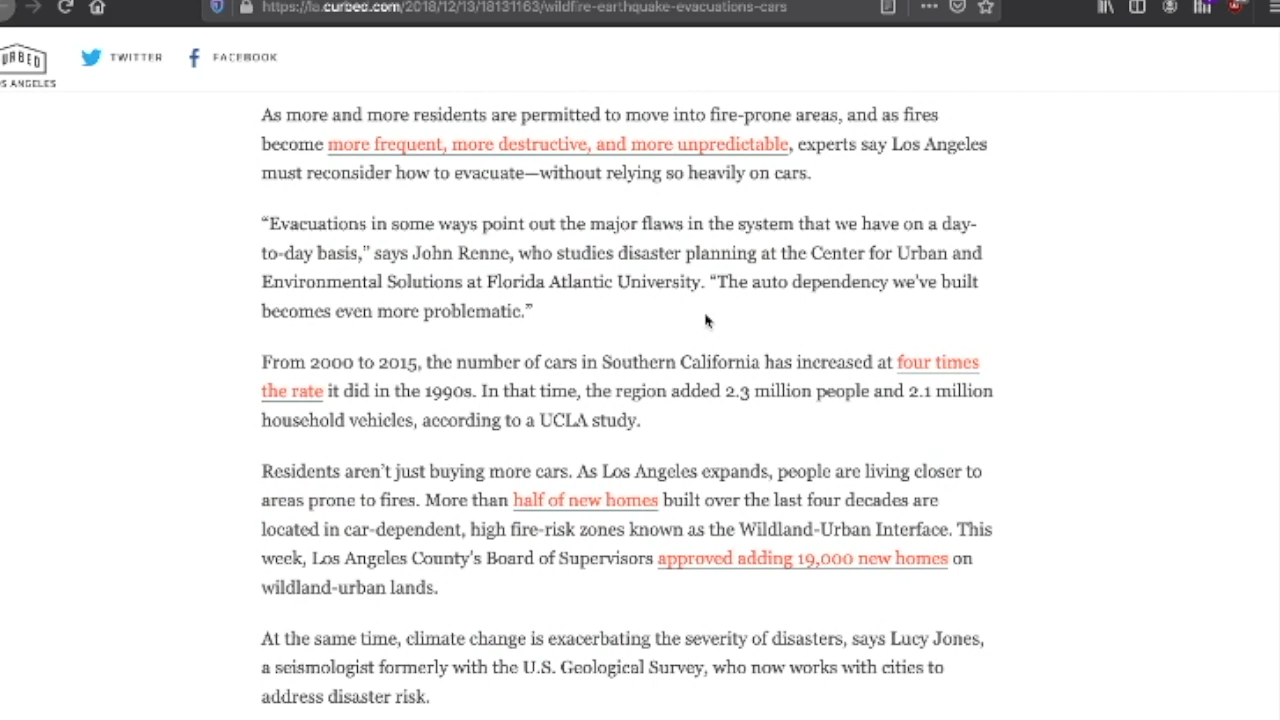 https://la.curbed.com/2018/12/13/18131163/wildfire-earthquake-evacuations-cars
URBED
OS ANGELES
TWITTER
FACEBOOK
As more and more residents are permitted to move into fire-prone areas, and as fires
become more frequent, more destructive, and more unpredictable, experts say Los Angeles
must reconsider how to evacuate—without relying so heavily on cars.
“Evacuations in some ways point out the major flaws in the system that we have on a day-
to-day basis,” says John Renne, who studies disaster planning at the Center for Urban and
Environmental Solutions at Florida Atlantic University. “The auto dependency we’ve built
becomes even more problematic.”
From 2000 to 2015, the number of cars in Southern California has increased at four times
the rate it did in the 1990s. In that time, the region added 2.3 million people and 2.1 million
household vehicles, according to a UCLA study.
Residents aren’t just buying more cars. As Los Angeles expands, people are living closer to
areas prone to fires. More than half of new homes built over the last four decades are
located in car-dependent, high fire-risk zones known as the Wildland-Urban Interface. This
week, Los Angeles County’s Board of Supervisors approved adding 19,000 new homes on
wildland-urban lands.
At the same time, climate change is exacerbating the severity of disasters, says Lucy Jones,
a seismologist formerly with the U.S. Geological Survey, who now works with cities to
address disaster risk.